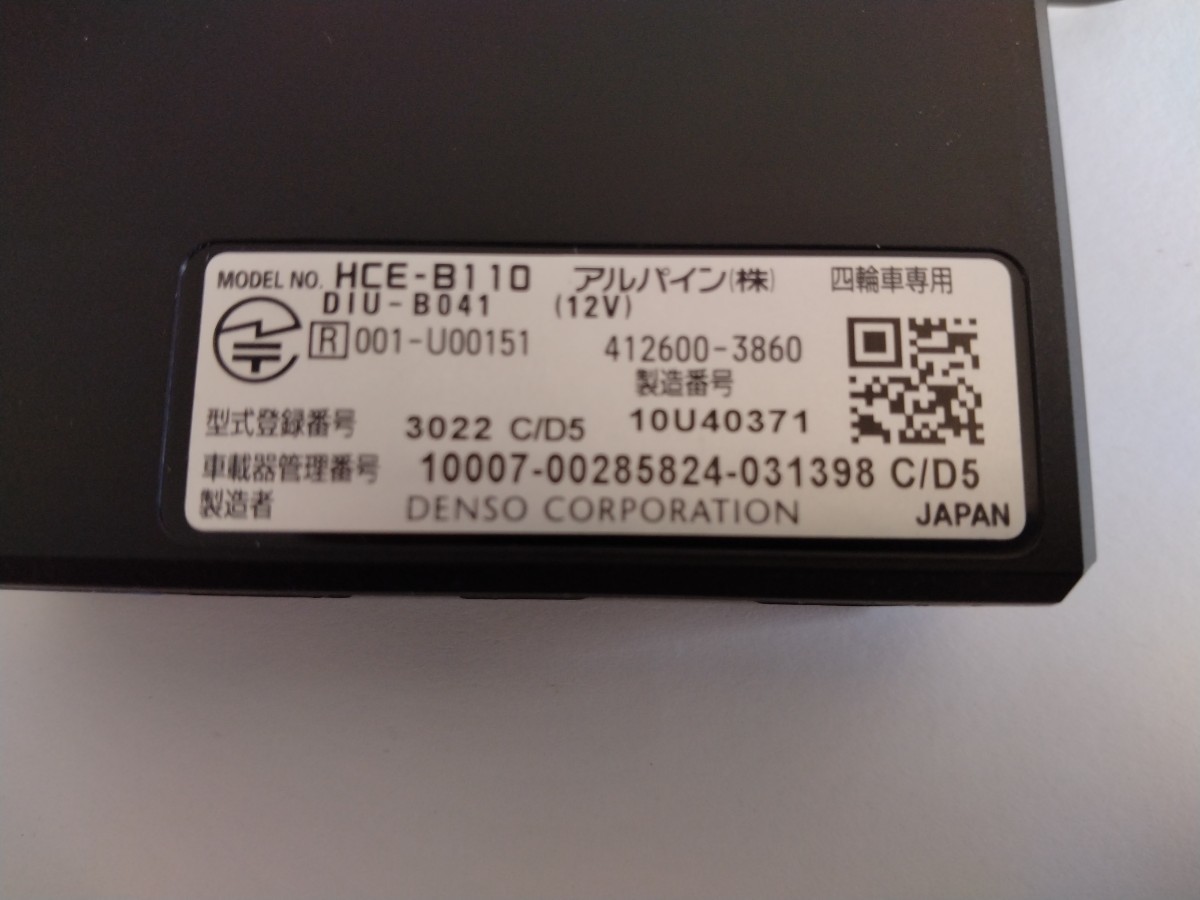 MODEL NO. HCE-B110 アルパイン(株) 四輪車専用
DIU-B041 (12V)
R 001-U00151 412600-3860
製造番号
型式登録番号 3022 C/D5 10U40371
車載器管理番号 10007-00285824-031398 C/D5
製造者 DENSO CORPORATION JAPAN